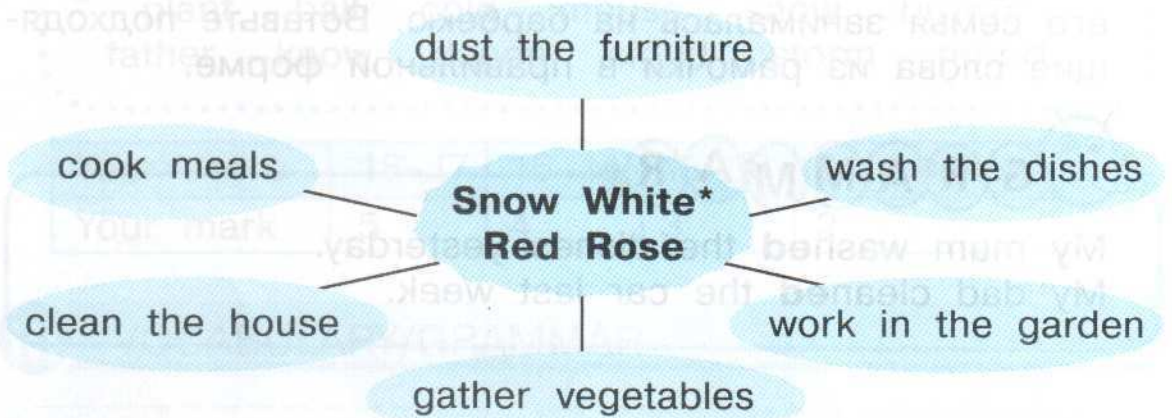 dust the furniture
cook meals
wash the dishes
Snow White*
Red Rose
clean the house
work in the garden
gather vegetables